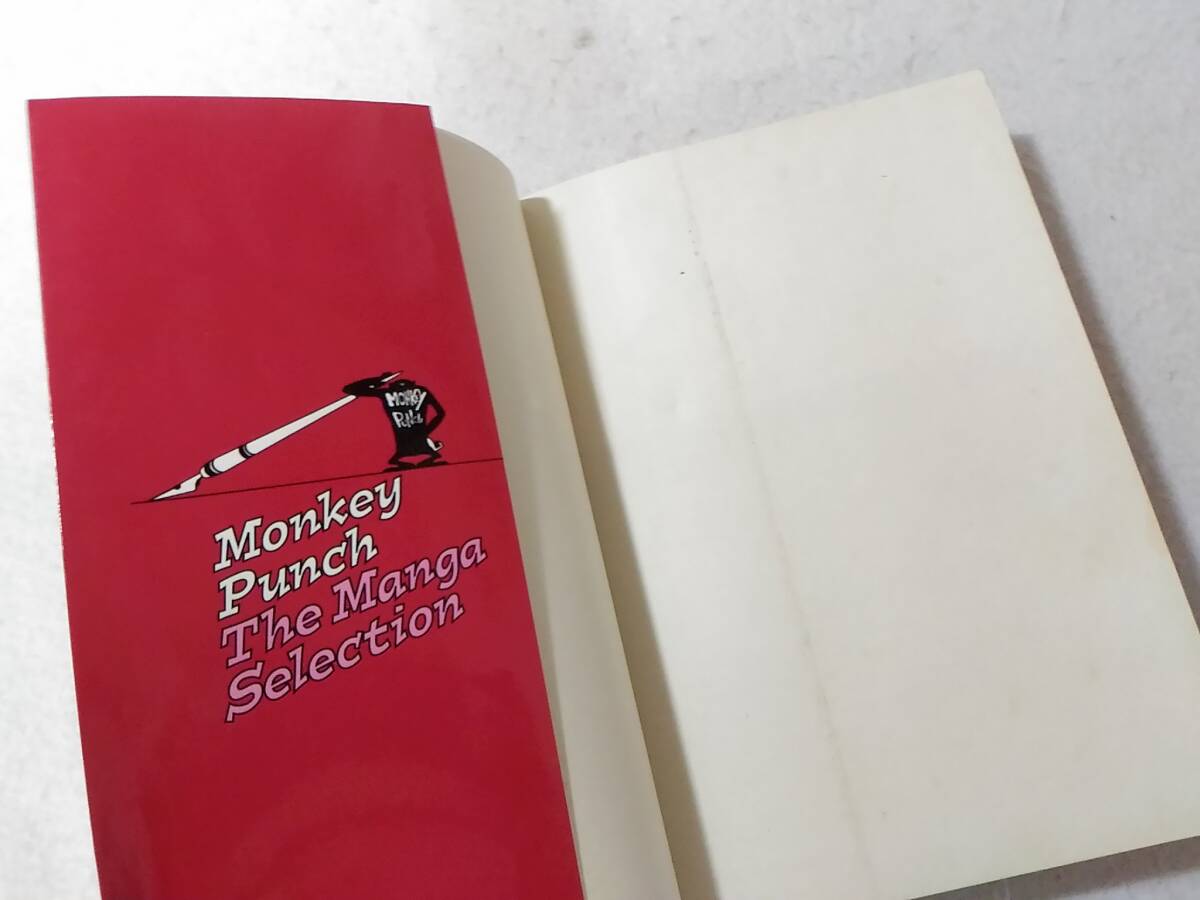 MONKEY
PUNCH
Monkey
Punch
The Manga
Selection